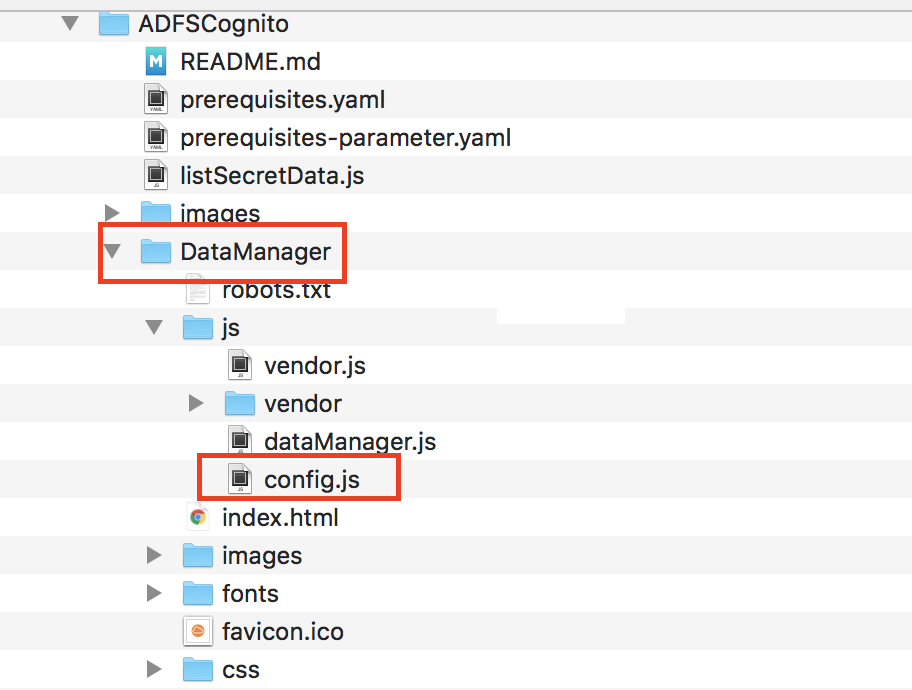 ADFSCognito
README.md
prerequisites.yaml
prerequisites-parameter.yaml
listSecretData.js
images
DataManager
robots.txt
js
vendor.js
vendor
dataManager.js
config.js
index.html
images
fonts
favicon.ico
css